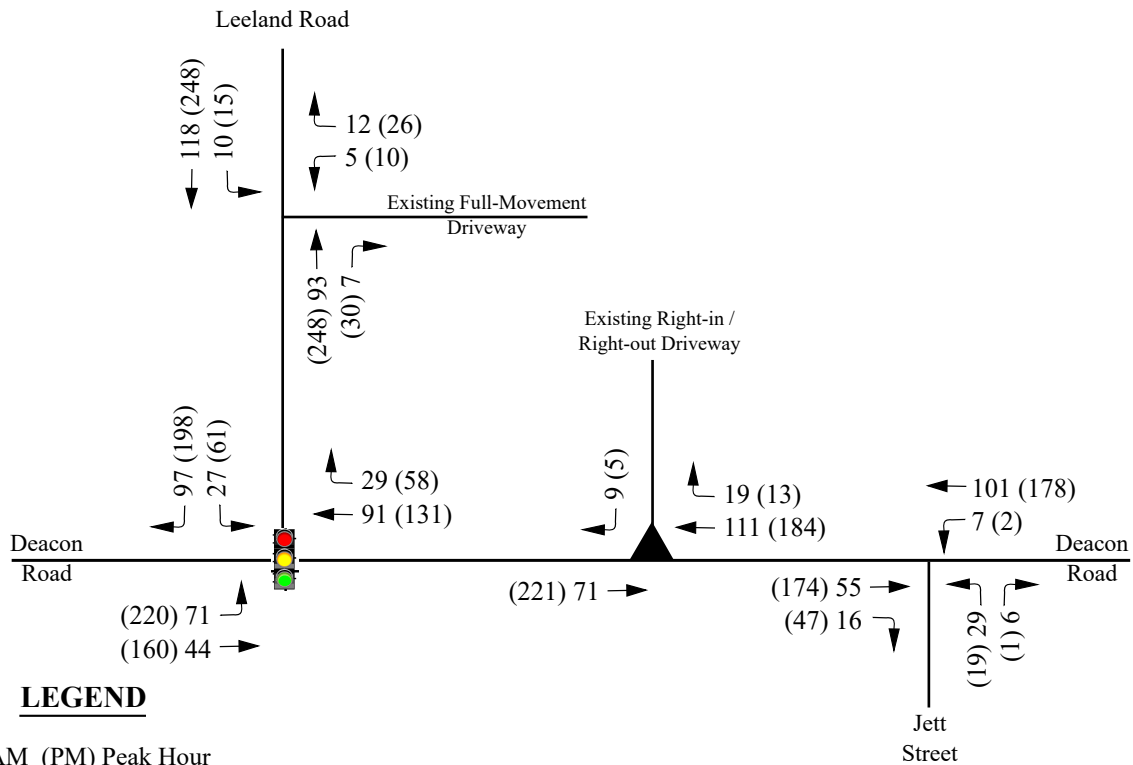 Leeland Road
118 (248)
10 (15)
12 (26)
5 (10)
Existing Full-Movement
Driveway
(248) 93
(30) 7
Existing Right-in /
Right-out Driveway
97 (198)
27 (61)
29 (58)
91 (131)
9 (5)
19 (13)
111 (184)
101 (178)
7 (2)
Deacon
Road
Deacon
Road
(220) 71
(160) 44
(221) 71
(174) 55
(47) 16
(19) 29
(1) 6
LEGEND
Jett
Street
AM (PM) Peak Hour